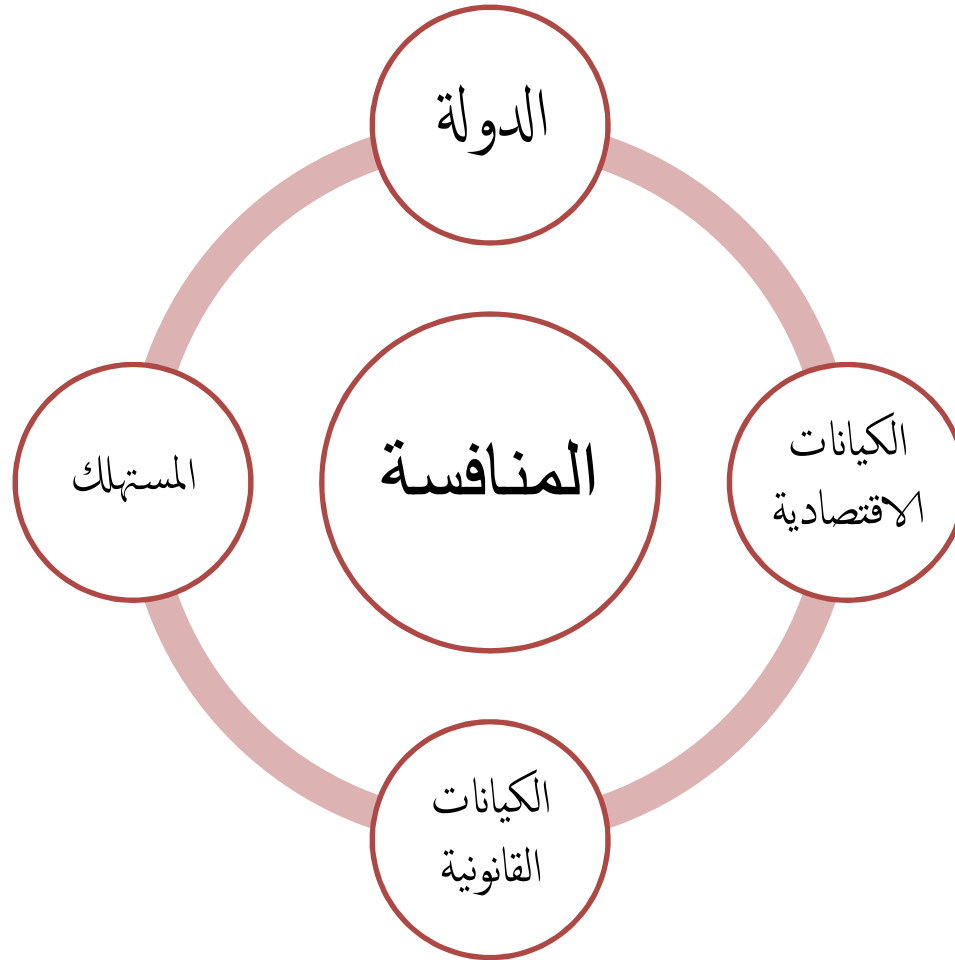 الدولة
الكيانات
الاقتصادية
المنافسة
المستهلك
الكيانات
القانونية